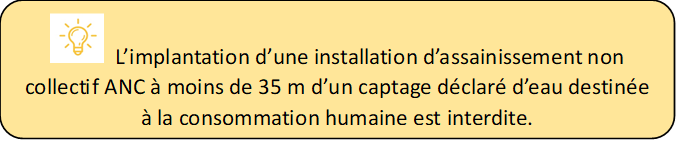 L’implantation d’une installation d’assainissement non
collectif ANC à moins de 35 m d’un captage déclaré d’eau destinée
à la consommation humaine est interdite.